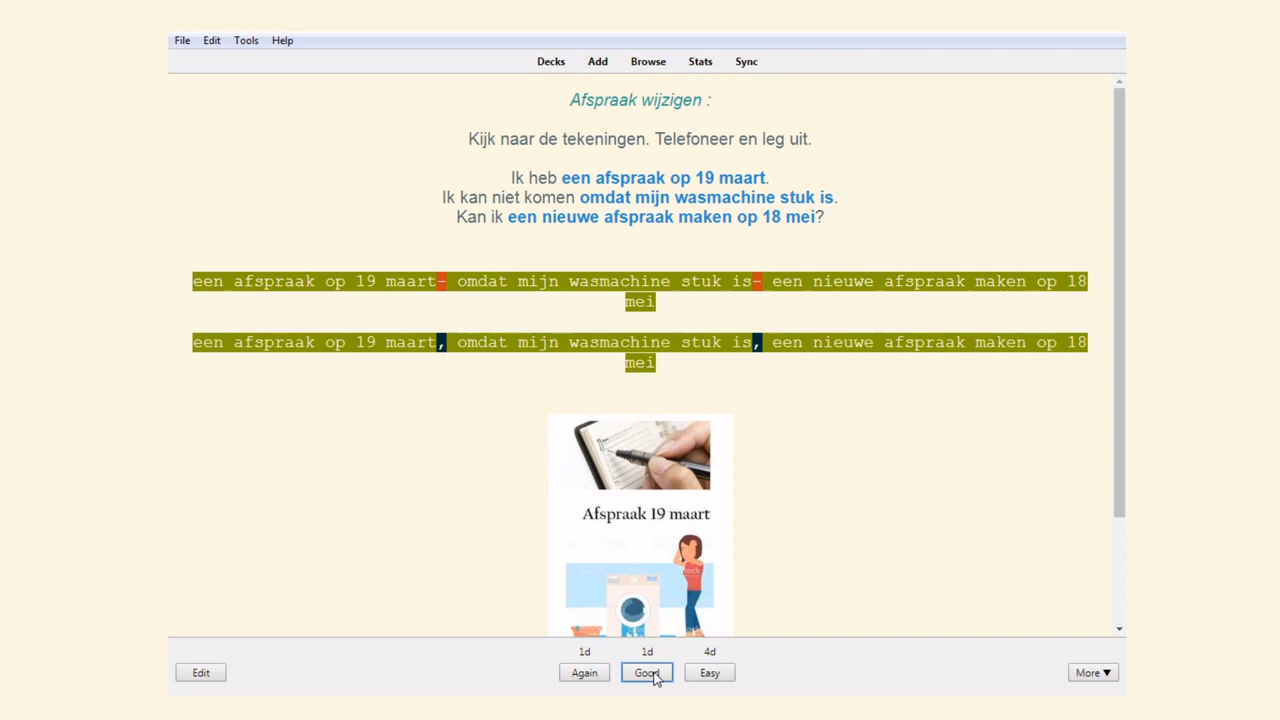 File Edit Tools Help
Decks Add Browse Stats Sync
Afspraak wijzigen :
Kijk naar de tekeningen. Telefoneer en leg uit.
Ik heb een afspraak op 19 maart.
Ik kan niet komen omdat mijn wasmachine stuk is.
Kan ik een nieuwe afspraak maken op 18 mei?
een afspraak op 19 maart- omdat mijn wasmachine stuk is- een nieuwe afspraak maken op 18
mei
een afspraak op 19 maart, omdat mijn wasmachine stuk is, een nieuwe afspraak maken op 18
mei
Afspraak 19 maart
1d 1d 4d
Edit Again Good Easy More ▼